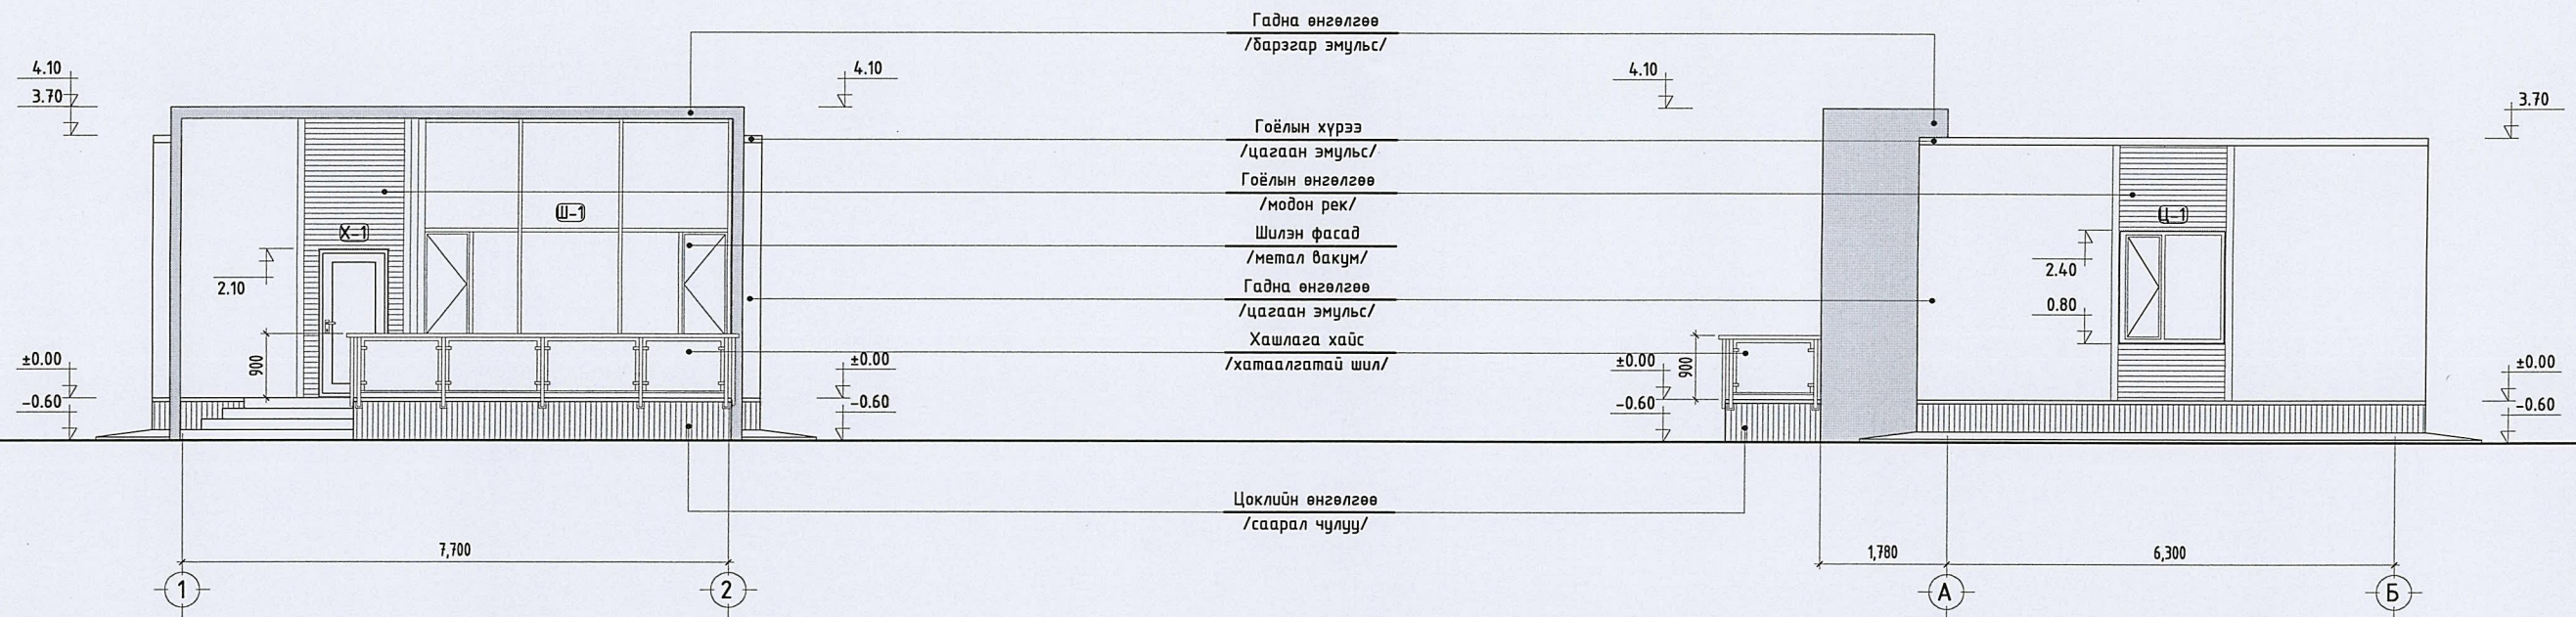 Гадна өнгөлгөө
/барзгар эмульс/
4.10
3.70
4.10
4.10
3.70
Гоёлын хүрээ
/цагаан эмульс/
Гоёлын өнгөлгөө
/модон рек/
Ш-1
Ц-1
Х-1
Шилэн фасад
/метал вакум/
2.10
2.40
Гадна өнгөлгөө
/цагаан эмульс/
0.80
Хашлага хайс
/хатаалгатай шил/
±0.00
900
±0.00
±0.00
900
±0.00
-0.60
-0.60
-0.60
-0.60
Цоклийн өнгөлгөө
/саарал чулуу/
7,700
1,780
6,300
1
2
А
Б